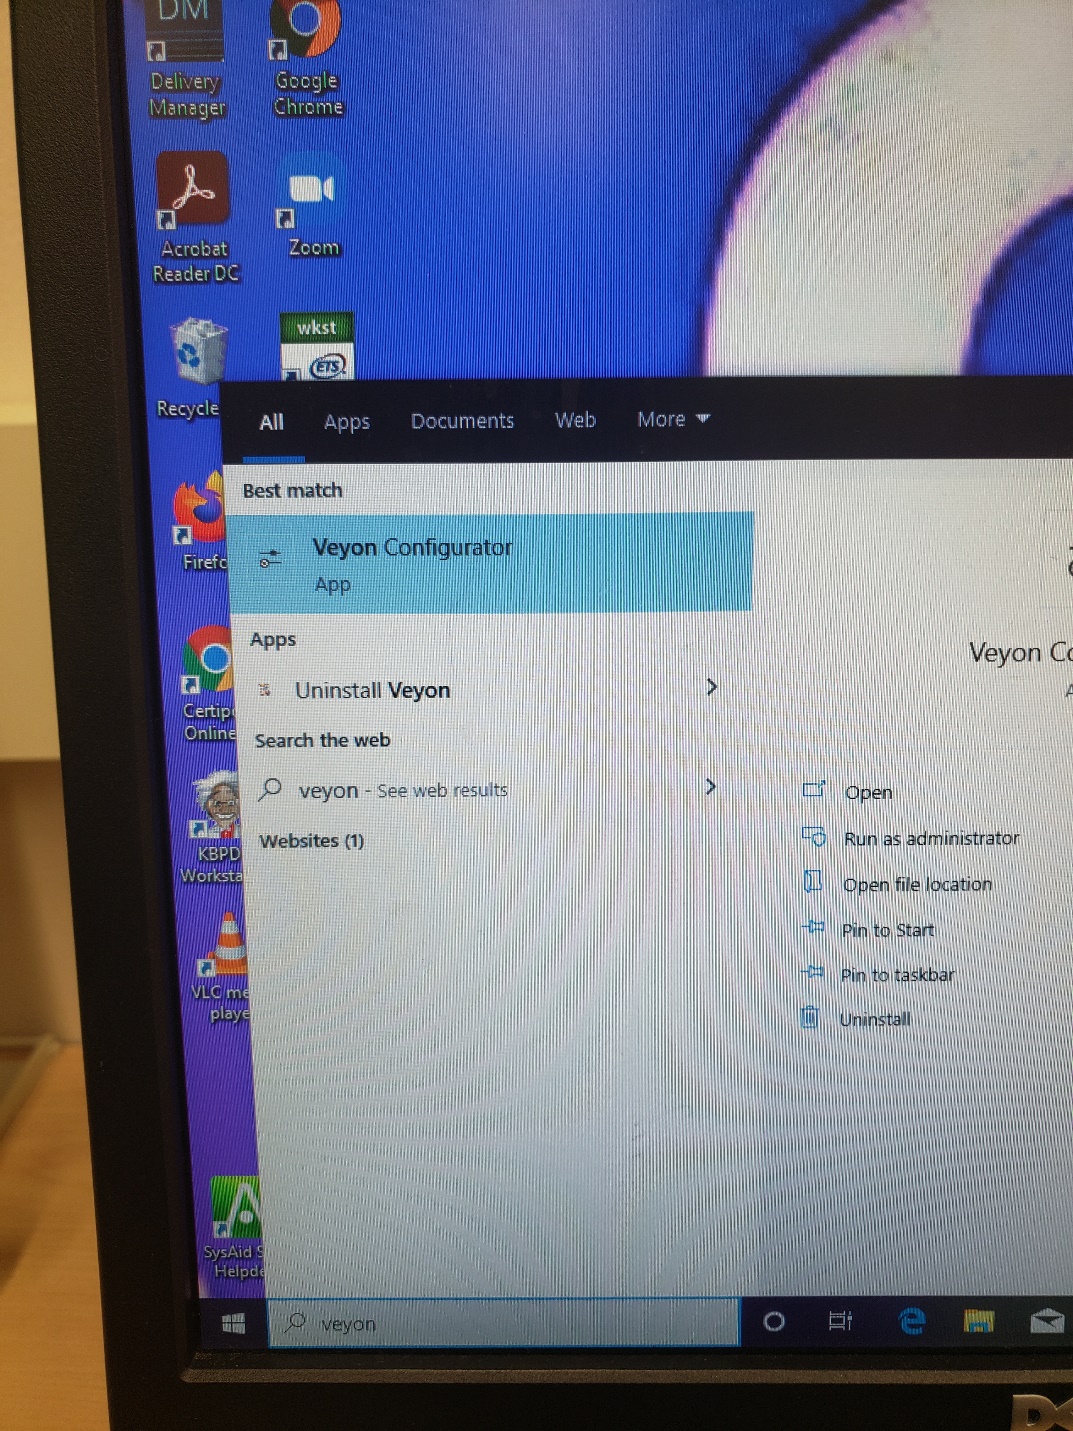 DM
Delivery
Manager
Google
Chrome
Acrobat
Reader DC
Zoom
Recycle
wkst
ETS
All
Apps
Documents
Web
More
Best match
Veyon Configurator
App
Firefo
Apps
Uninstall Veyon
Certip
Online
Search the web
veyon - See web results
KBPD
Worksta
Websites (1)
VLC me
playe
Veyon Co
Open
Run as administrator
Open file location
Pin to Start
Pin to taskbar
Uninstall
SysAid S
Helpde
veyon